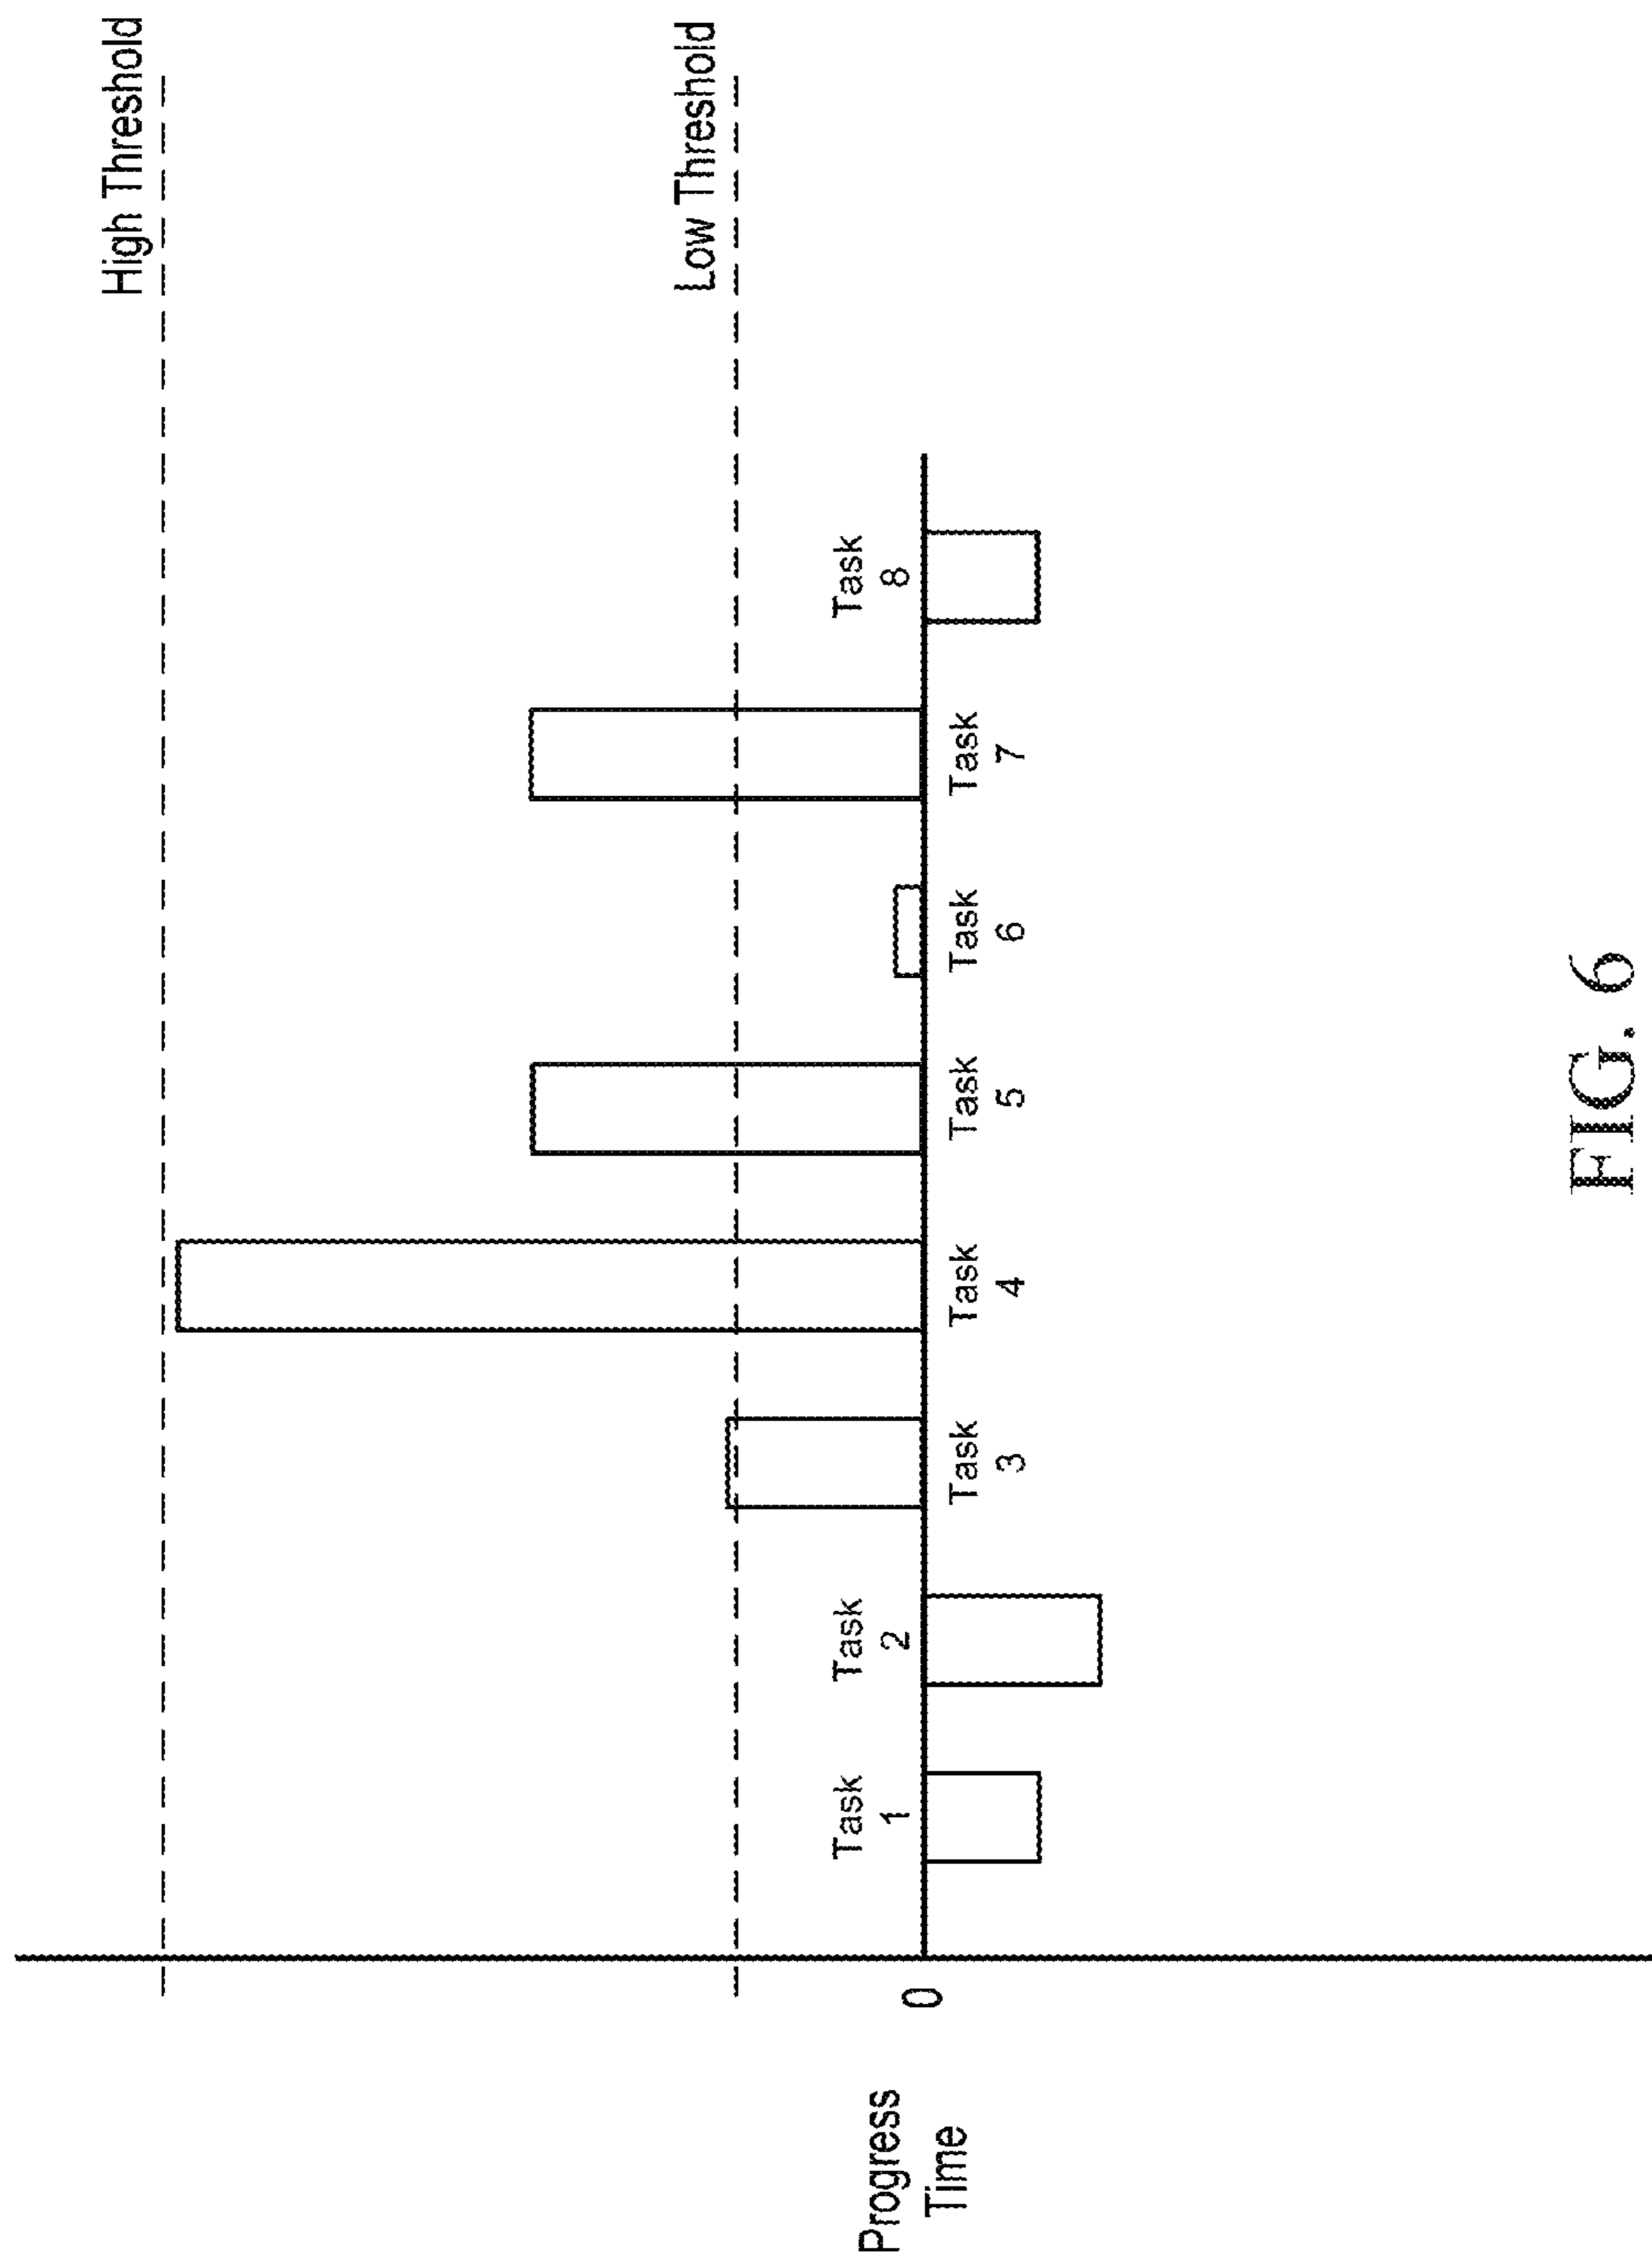 High Threshold
Low Threshold
Progress
Time
0
Task
1
Task
2
Task
3
Task
4
Task
5
Task
6
Task
7
Task
8
FIG. 6